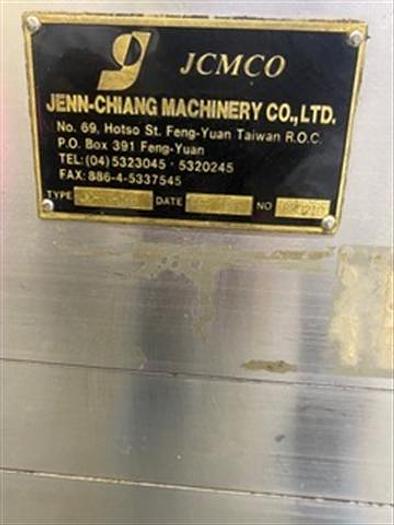 JCMCO
JENN-CHIANG MACHINERY CO., LTD.
No. 69, Hotso St. Feng-Yuan Taiwan R.O.C.
P.O. Box 391 Feng-Yuan
TEL:(04)5323045 · 5320245
FAX:886-4-5337545
TYPE DATE NO